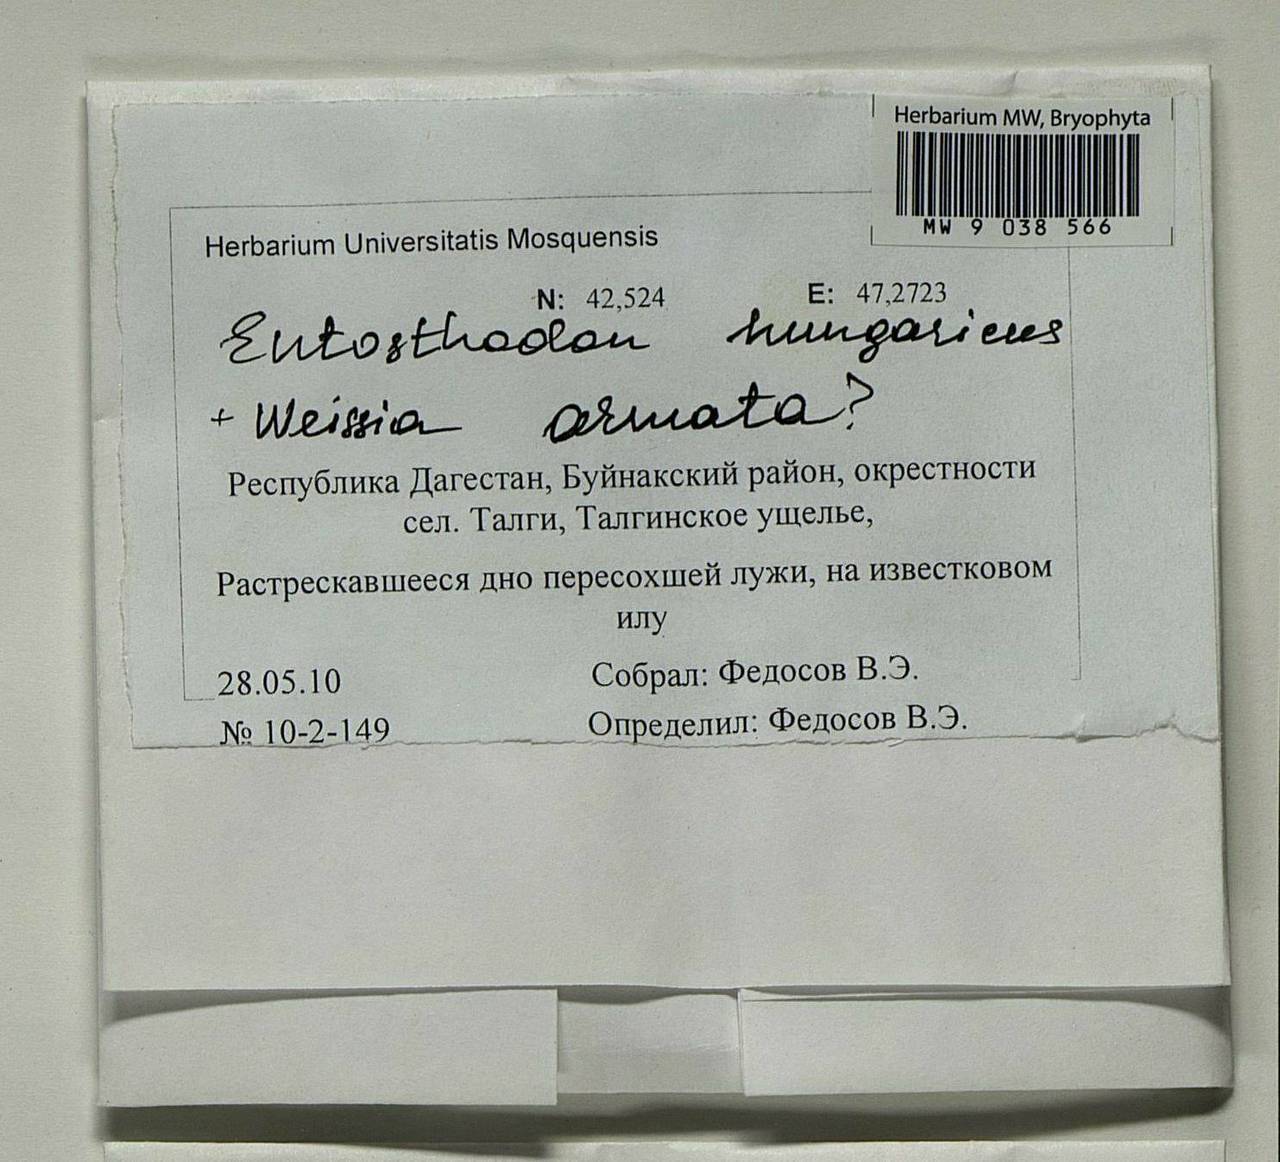 Herbarium MW, Bryophyta
MW 9 038 566
Herbarium Universitatis Mosquensis
N: 42,524 E: 47,2723
Entosthodon hungaricus
+ Weissia armata?
Республика Дагестан, Буйнакский район, окрестности
сел. Талги, Талгинское ущелье,
Растрескавшееся дно пересохшей лужи, на известковом
илу
28.05.10 Собрал: Федосов В.Э.
№ 10-2-149 Определил: Федосов В.Э.